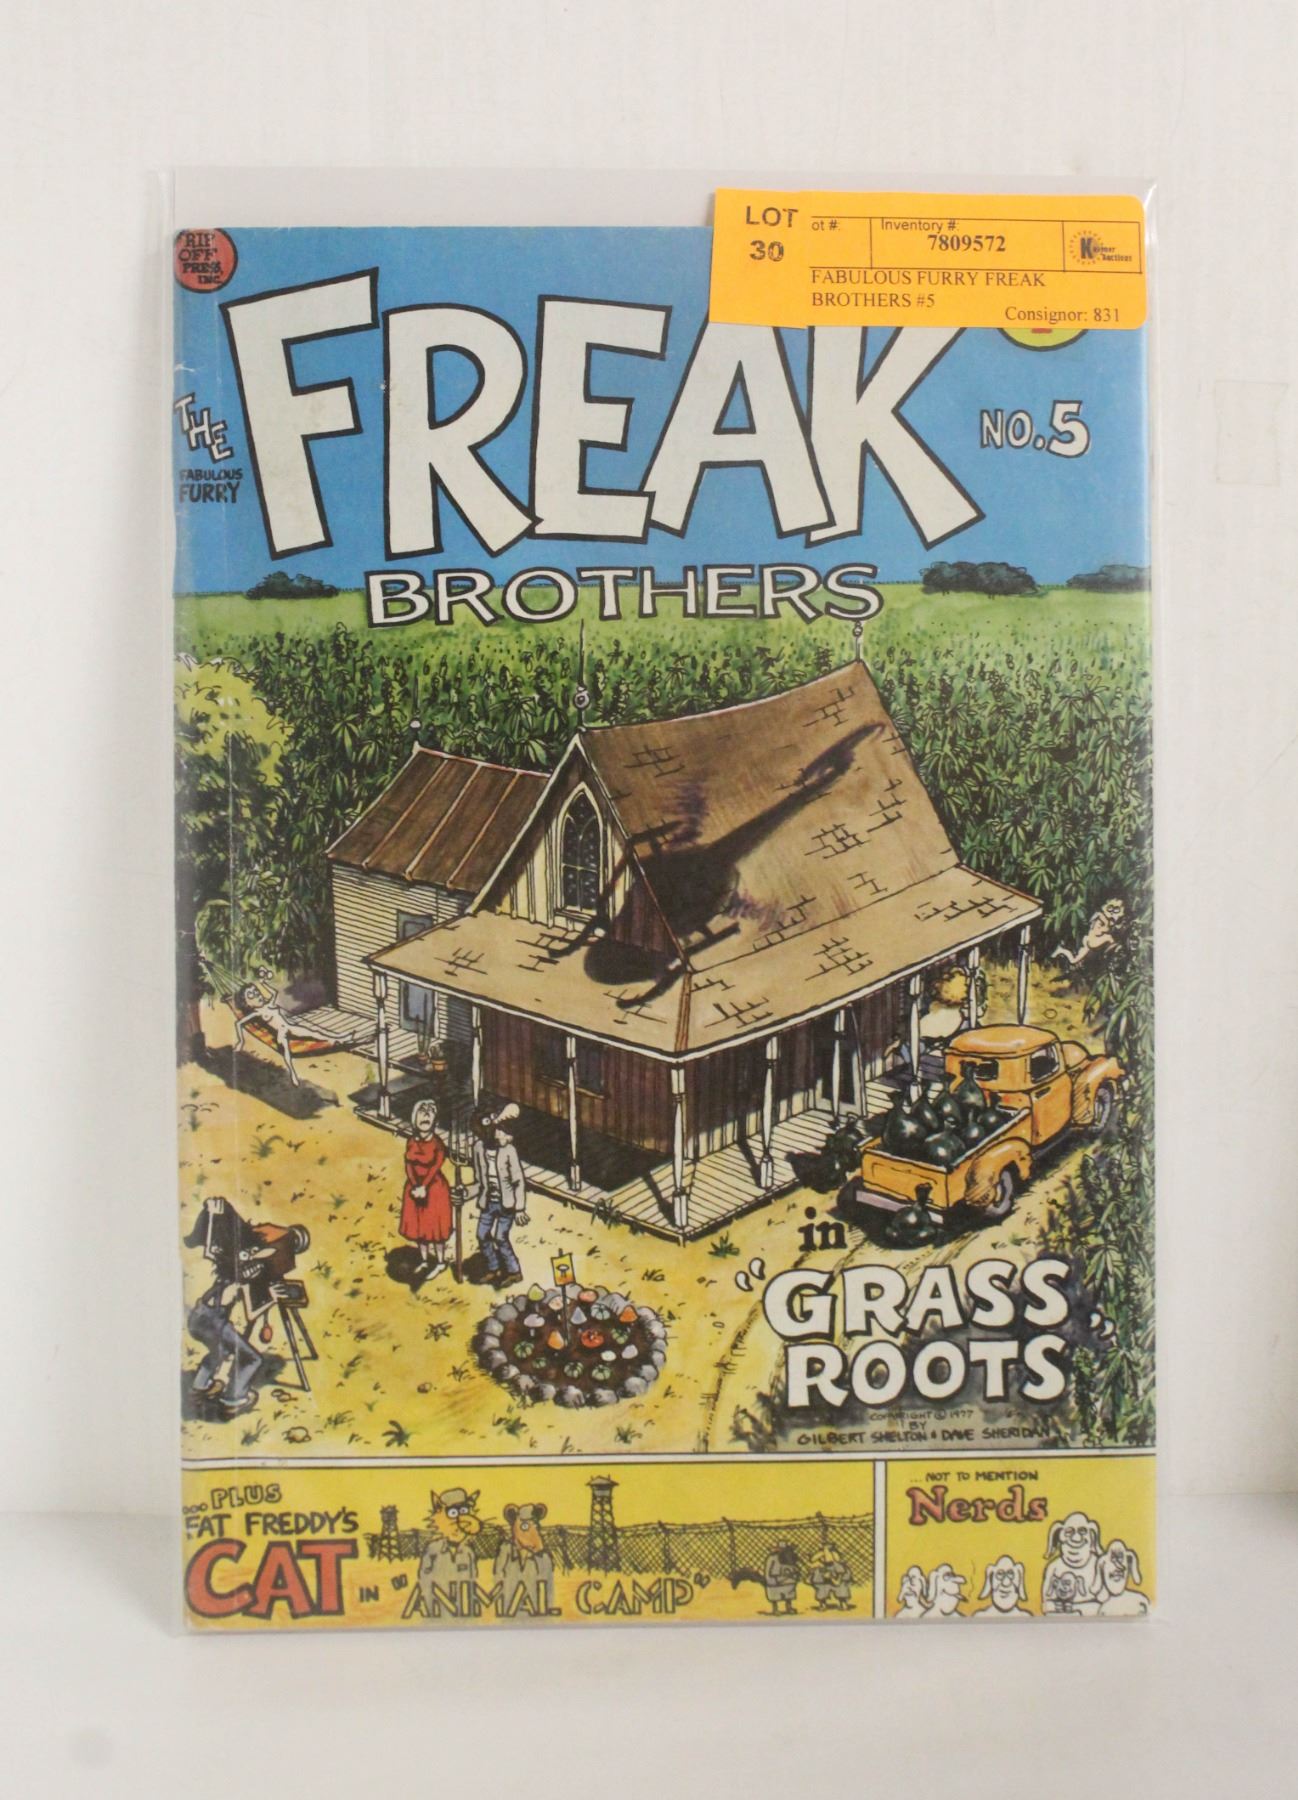 LOT
30
ot #:
Inventory #:
7809572
Auctions
FABULOUS FURRY FREAK
BROTHERS #5
Consignor: 831
RIP
OFF
PRESS,
INC.
THE
FABULOUS
FURRY
FREAK
BROTHERS
NO.5
in
"GRASS
ROOTS"
COPYRIGHT © 1977
BY
GILBERT SHELTON & DAVE SHERIDAN
...PLUS
FAT FREDDY'S
CAT
IN "ANIMAL CAMP"
...NOT TO MENTION
Nerds